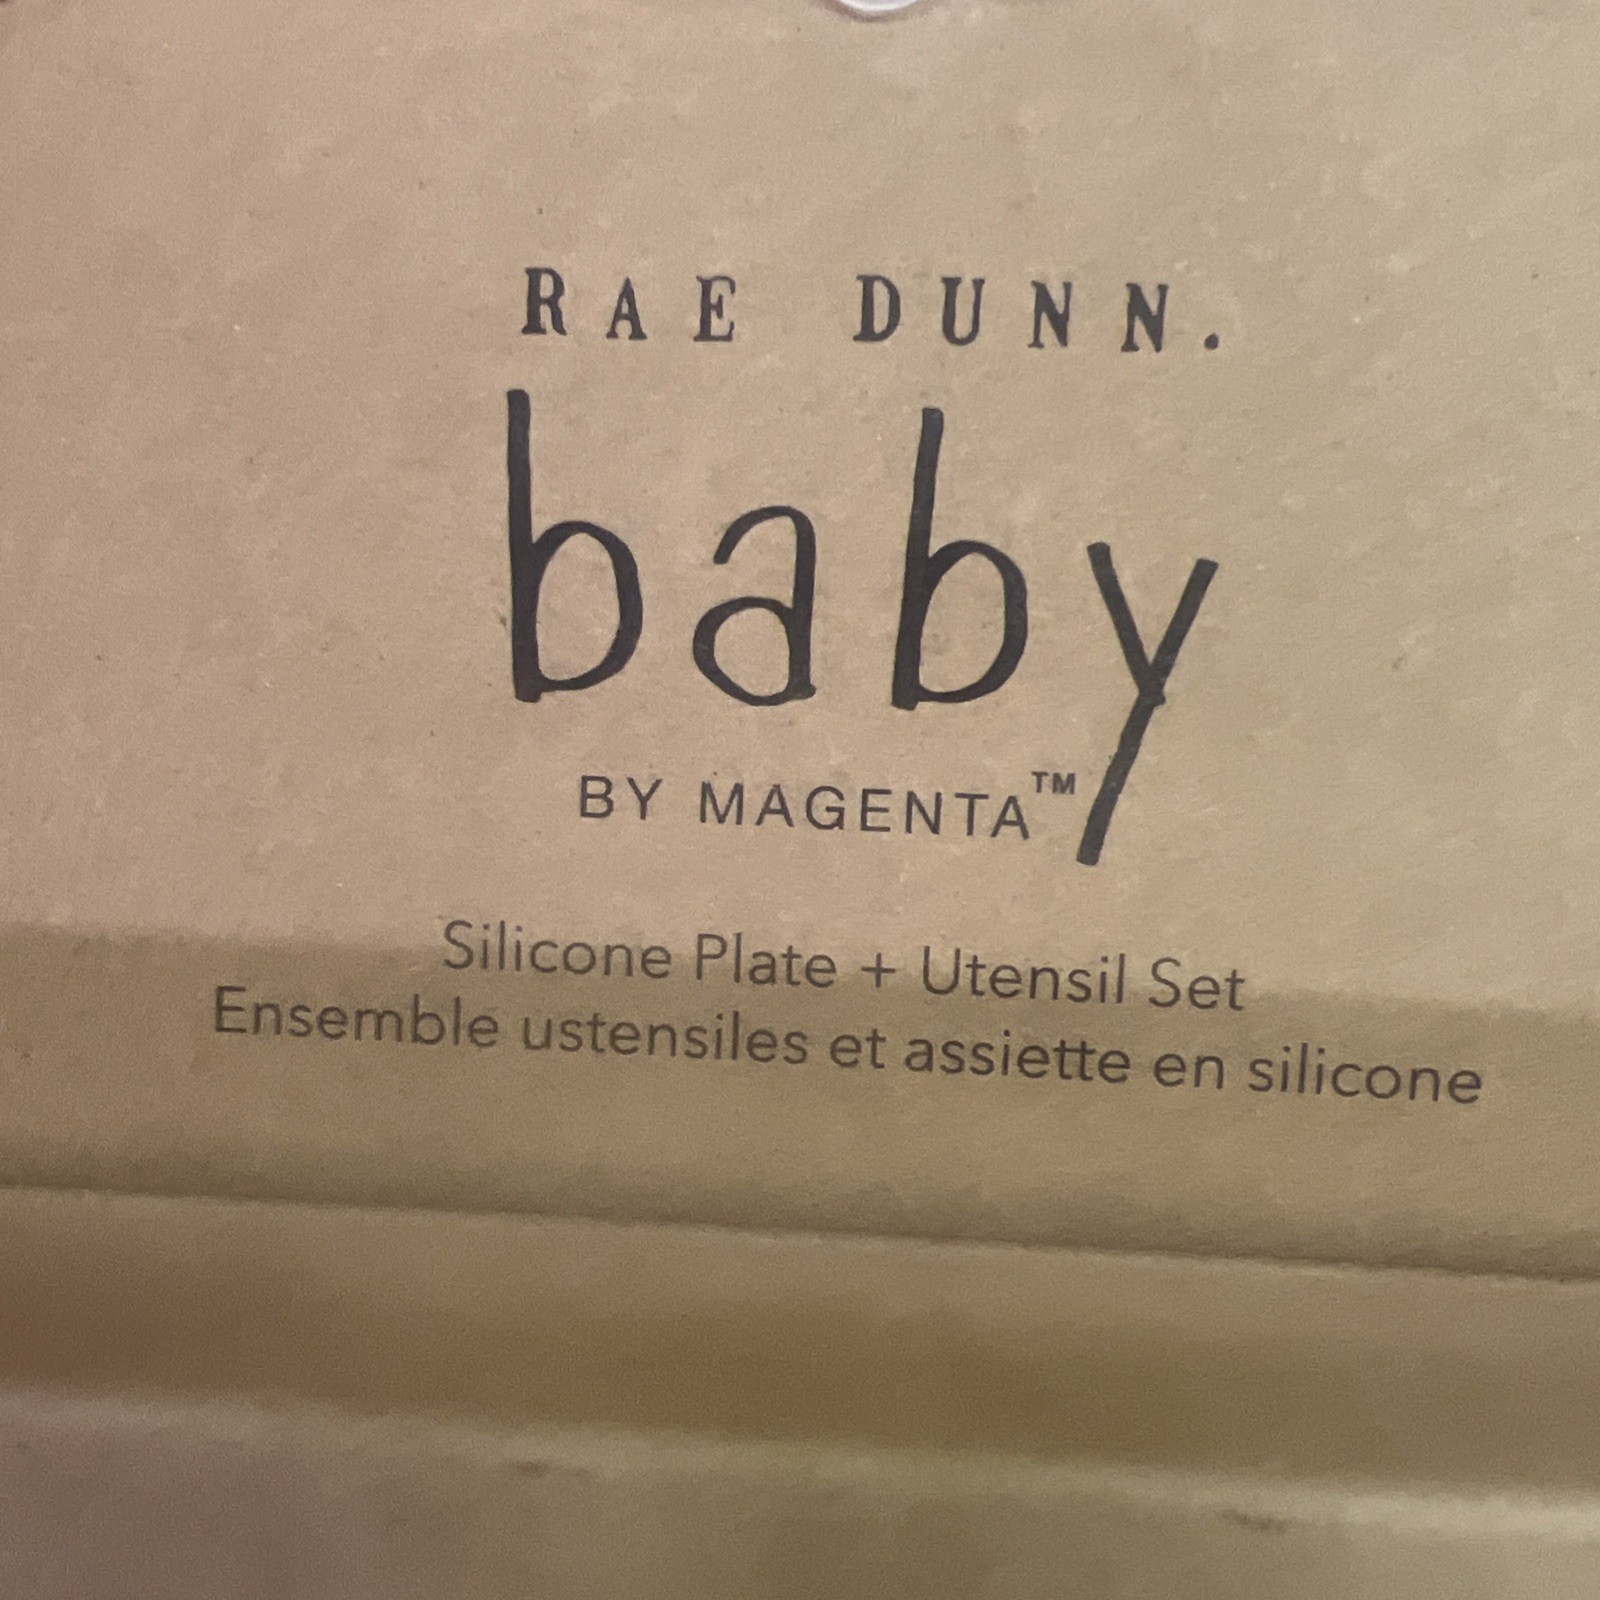 RAE DUNN.
baby
BY MAGENTA™
Silicone Plate + Utensil Set
Ensemble ustensiles et assiette en silicone